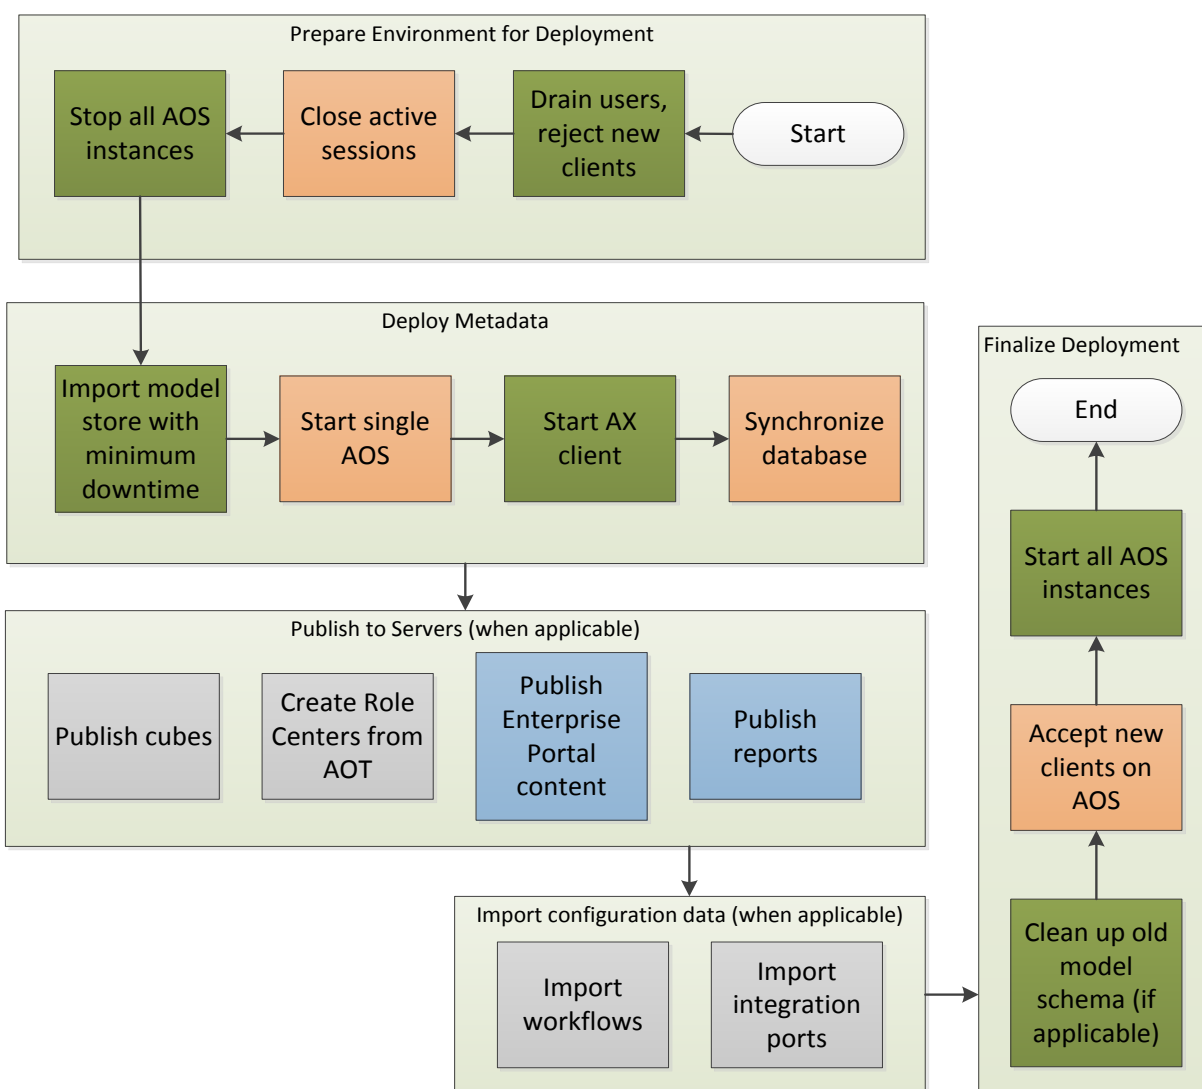 Prepare Environment for Deployment
Start
Drain users,
reject new
clients
Close active
sessions
Stop all AOS
instances
Deploy Metadata
Import model
store with
minimum
downtime
Start single
AOS
Start AX
client
Synchronize
database
Publish to Servers (when applicable)
Publish cubes
Create Role
Centers from
AOT
Publish
Enterprise
Portal
content
Publish
reports
Import configuration data (when applicable)
Import
workflows
Import
integration
ports
Finalize Deployment
End
Start all AOS
instances
Accept new
clients on
AOS
Clean up old
model
schema (if
applicable)